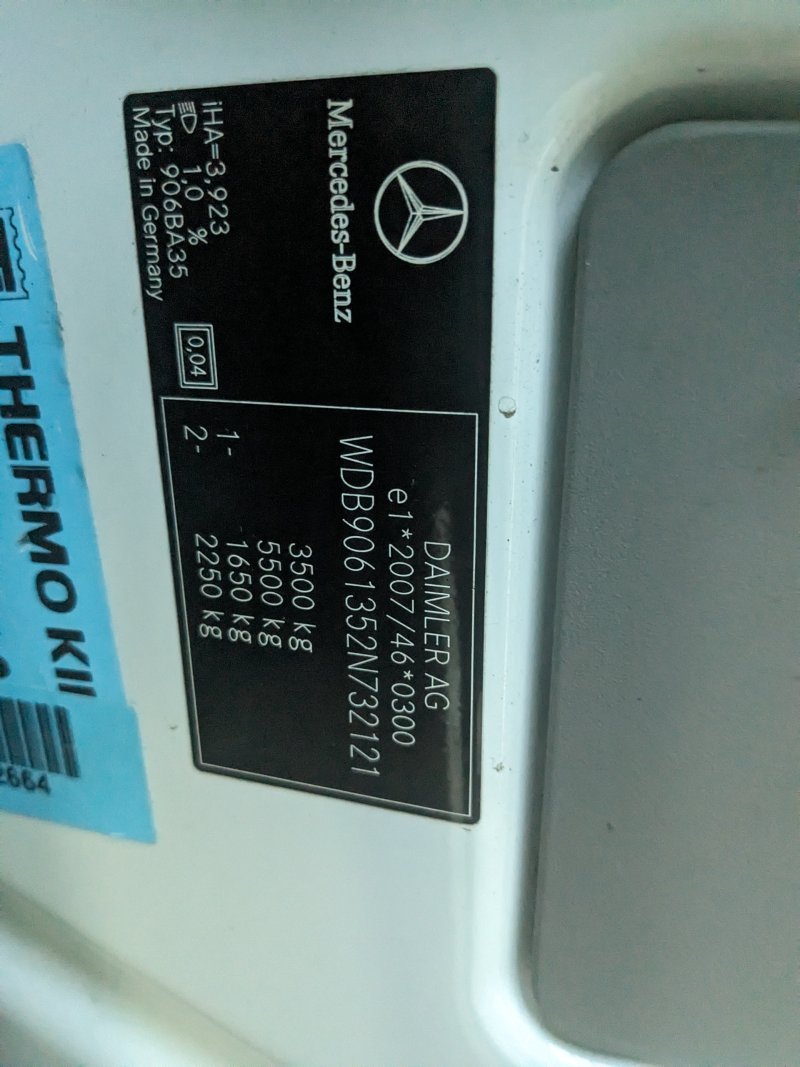 Mercedes-Benz
iHA=3,923
1,0 %
Typ: 906BA35
Made in Germany
0,04
DAIMLER AG
e1*2007/46*0300
WDB9061352N732121
3500 kg
5500 kg
1- 1650 kg
2- 2250 kg
THERMO KII
2664